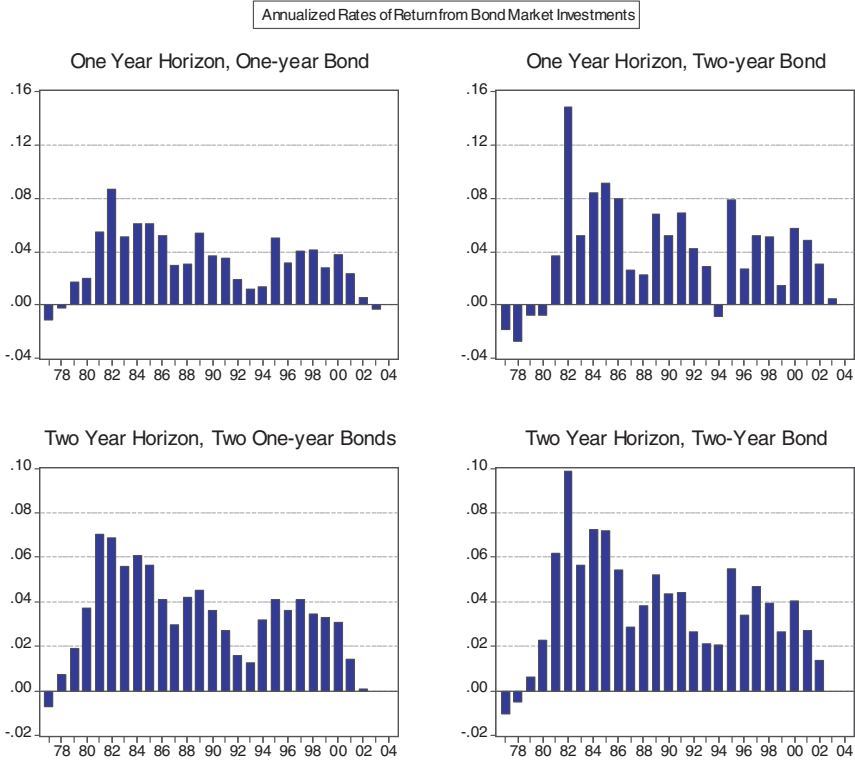 Annualized Rates of Return from Bond Market Investments
One Year Horizon, One-year Bond
.16
.12
.08
.04
.00
-.04
78 80 82 84 86 88 90 92 94 96 98 00 02 04
One Year Horizon, Two-year Bond
.16
.12
.08
.04
.00
-.04
78 80 82 84 86 88 90 92 94 96 98 00 02 04
Two Year Horizon, Two One-year Bonds
.10
.08
.06
.04
.02
.00
-.02
78 80 82 84 86 88 90 92 94 96 98 00 02 04
Two Year Horizon, Two-Year Bond
.10
.08
.06
.04
.02
.00
-.02
78 80 82 84 86 88 90 92 94 96 98 00 02 04